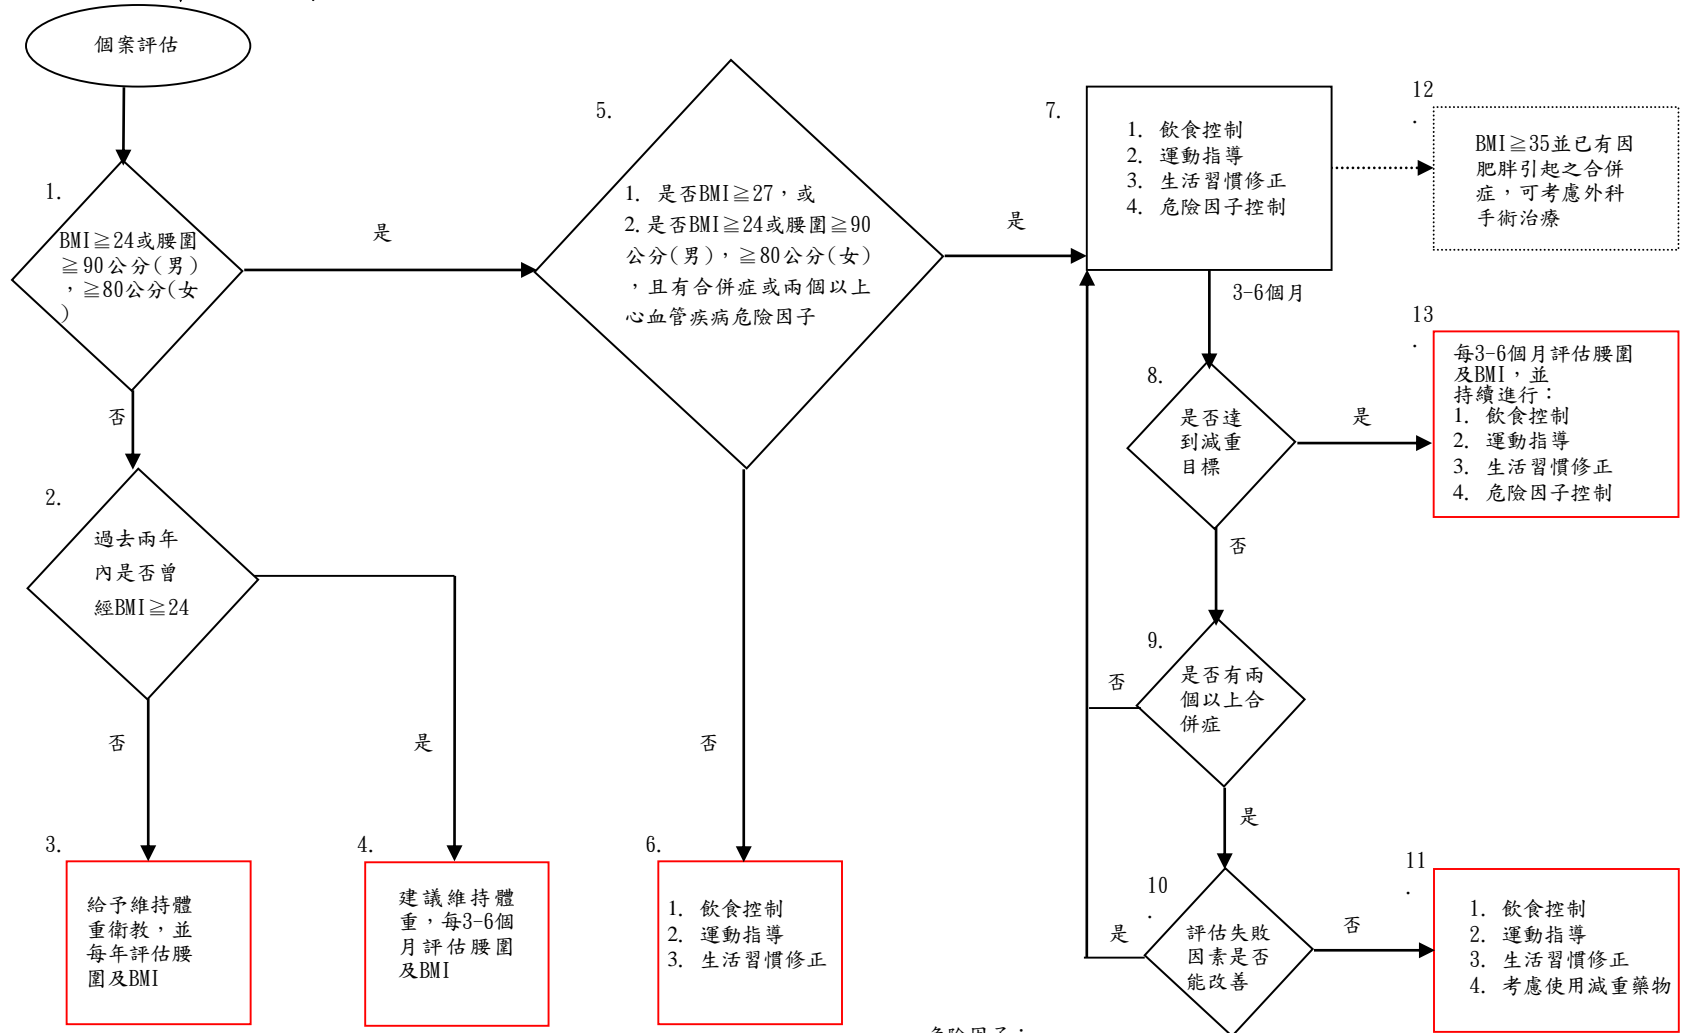 個案評估
1.
BMI≧24或腰圍
≧90公分(男)
，≧80公分(女
)
是
否
2.
過去兩年
內是否曾
經BMI≧24
否
是
3.
給予維持體
重衛教，並
每年評估腰
圍及BMI
4.
建議維持體
重，每3-6個
月評估腰圍
及BMI
5.
1. 是否BMI≧27，或
2.是否BMI≧24或腰圍≧90
公分(男)，≧80公分(女)
，且有合併症或兩個以上
心血管疾病危險因子
是
否
6.
1. 飲食控制
2. 運動指導
3. 生活習慣修正
7.
1. 飲食控制
2. 運動指導
3. 生活習慣修正
4. 危險因子控制
3-6個月
12
.
BMI≧35並已有因
肥胖引起之合併
症，可考慮外科
手術治療
8.
是否達
到減重
目標
是
否
13
.
每3-6個月評估腰圍
及BMI，並
持續進行：
1. 飲食控制
2. 運動指導
3. 生活習慣修正
4. 危險因子控制
9.
是否有兩
個以上合
併症
否
是
10
.
評估失敗
因素是否
能改善
是
否
11
.
1. 飲食控制
2. 運動指導
3. 生活習慣修正
4. 考慮使用減重藥物
危險因子：